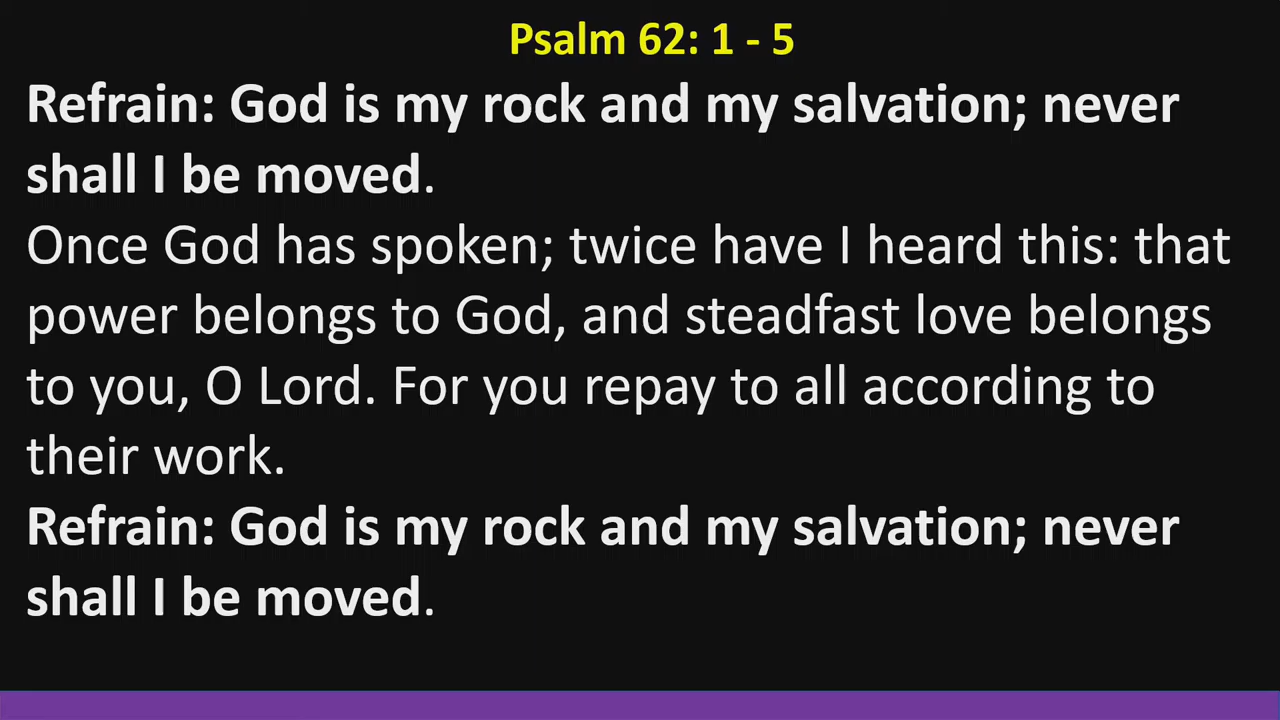 Psalm 62: 1 - 5
Refrain: God is my rock and my salvation; never
shall I be moved.
Once God has spoken; twice have I heard this: that
power belongs to God, and steadfast love belongs
to you, O Lord. For you repay to all according to
their work.
Refrain: God is my rock and my salvation; never
shall I be moved.